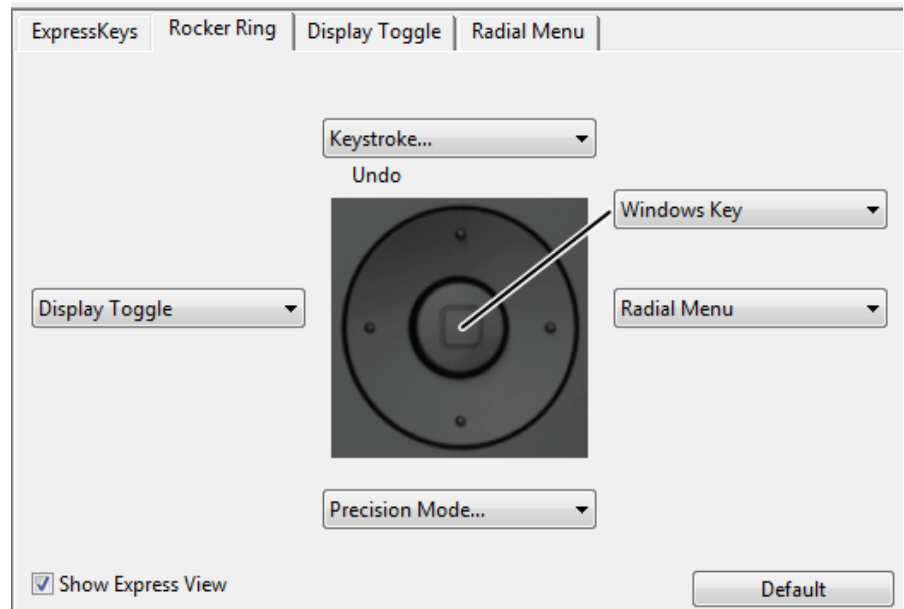 ExpressKeys Rocker Ring Display Toggle Radial Menu
Keystroke...
Undo
Windows Key
Display Toggle
Radial Menu
Precision Mode...
Show Express View
Default